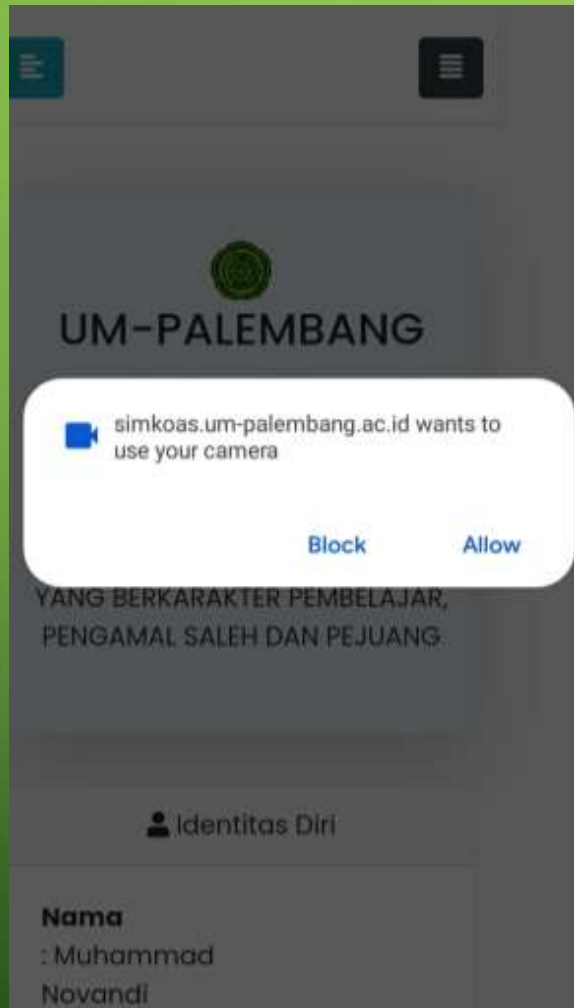 UM-PALEMBANG
simkoas.um-palembang.ac.id wants to
use your camera
Block Allow
YANG BERKARAKTER PEMBELAJAR,
PENGAMAL SALEH DAN PEJUANG
Identitas Diri
Nama
: Muhammad
Novandi